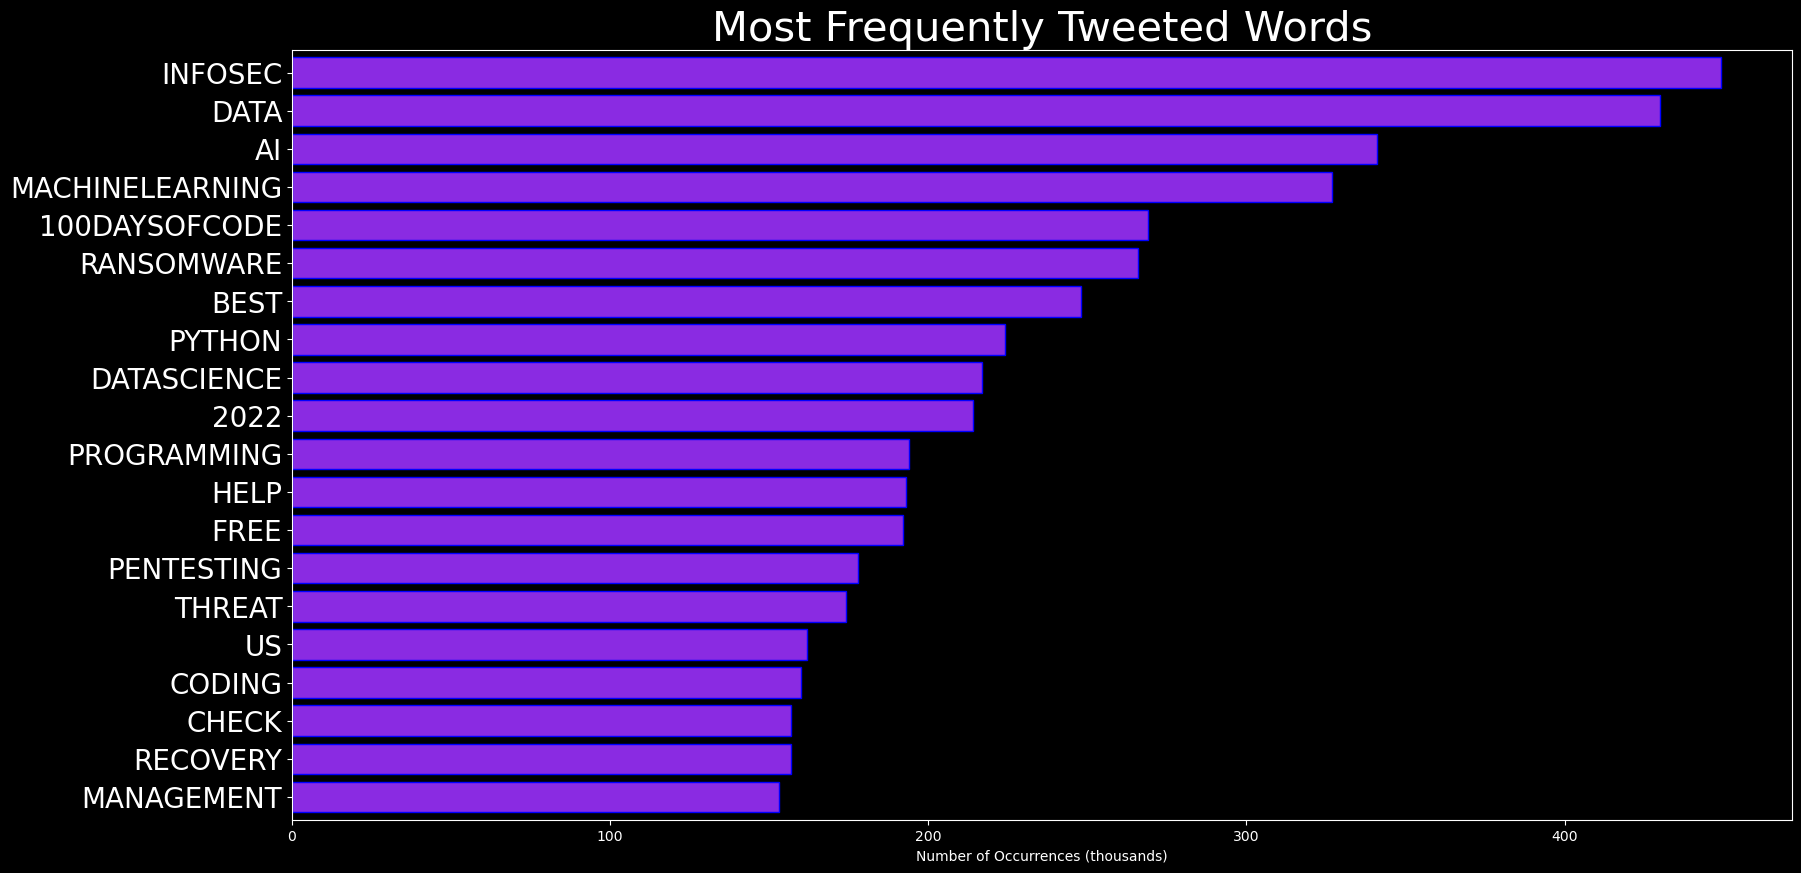 Most Frequently Tweeted Words
INFOSEC
DATA
AI
MACHINELEARNING
100DAYSOFCODE
RANSOMWARE
BEST
PYTHON
DATASCIENCE
2022
PROGRAMMING
HELP
FREE
PENTESTING
THREAT
US
CODING
CHECK
RECOVERY
MANAGEMENT
0 100 200 300 400
Number of Occurrences (thousands)